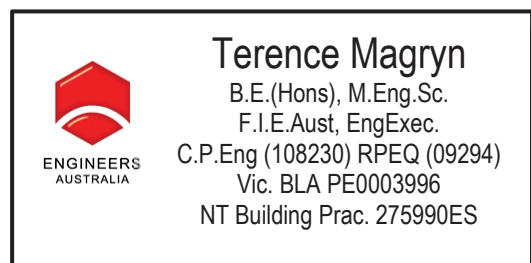 Terence Magryn
B.E.(Hons), M.Eng.Sc.
F.I.E.Aust, EngExec.
C.P.Eng (108230) RPEQ (09294)
Vic. BLA PE0003996
NT Building Prac. 275990ES
ENGINEERS
AUSTRALIA